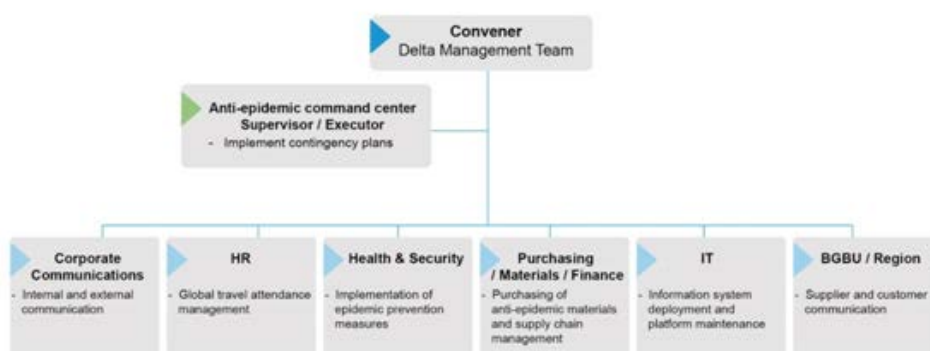 Convener
Delta Management Team
Anti-epidemic command center
Supervisor / Executor
- Implement contingency plans
Corporate
Communications
- Internal and external
communication
HR
- Global travel attendance
management
Health & Security
- Implementation of
epidemic prevention
measures
Purchasing
/ Materials / Finance
- Purchasing of
anti-epidemic materials
and supply chain
management
IT
- Information system
deployment and
platform maintenance
BGBU / Region
- Supplier and customer
communication